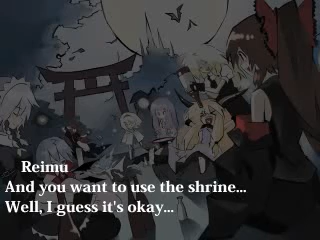 Reimu
And you want to use the shrine...
Well, I guess it's okay...